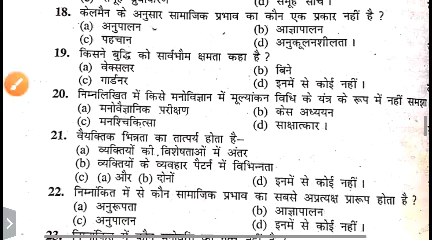 18. केलमैन के अनुसार सामाजिक प्रभाव का कौन एक प्रकार नहीं है ?
(a) अनुपालन (b) आज्ञापालन
(c) पहचान (d) अनुकूलनशीलता ।
19. किसने बुद्धि को सार्वभौम क्षमता कहा है ?
(a) वेक्सलर (b) बिने
(c) गार्डनर (d) इनमें से कोई नहीं ।
20. निम्नलिखित में किसे मनोविज्ञान में मूल्यांकन विधि के यंत्र के रूप में नहीं समझा
(a) मनोवैज्ञानिक परीक्षण (b) केस अध्ययन
(c) मनश्चिकित्सा (d) साक्षात्कार ।
21. वैयक्तिक भिन्नता का तात्पर्य होता है–
(a) व्यक्तियों की विशेषताओं में अंतर
(b) व्यक्तियों के व्यवहार पैटर्न में विभिन्नता
(c) (a) और (b) दोनों (d) इनमें से कोई नहीं ।
22. निम्नांकित में से कौन सामाजिक प्रभाव का सबसे अप्रत्यक्ष प्रारूप होता है ?
(a) अनुरूपता (b) आज्ञापालन
(c) अनुपालन (d) इनमें से कोई नहीं ।